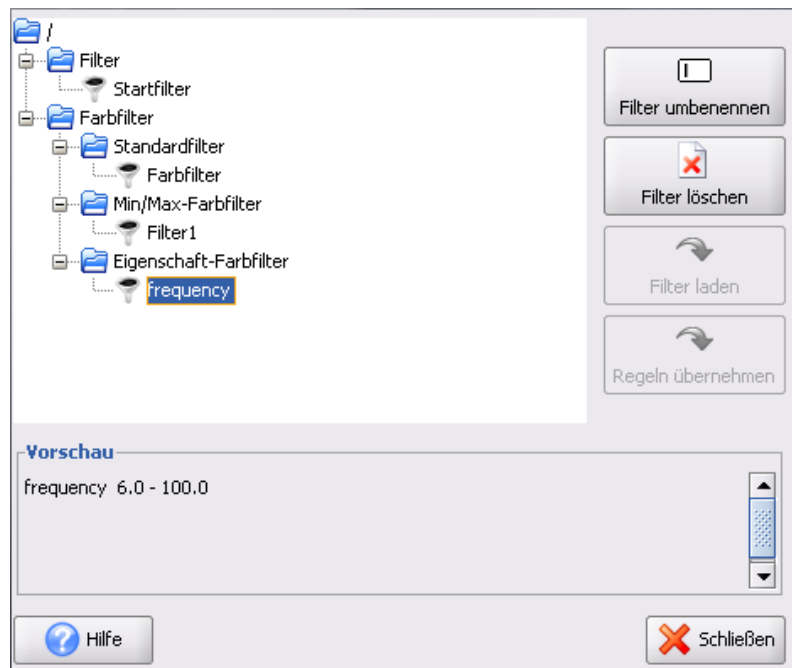 /
Filter
Startfilter
Farbfilter
Standardfilter
Farbfilter
Min/Max-Farbfilter
Filter1
Eigenschaft-Farbfilter
frequency
Filter umbenennen
Filter löschen
Filter laden
Regeln übernehmen
Vorschau
frequency 6.0 - 100.0
Hilfe
Schließen